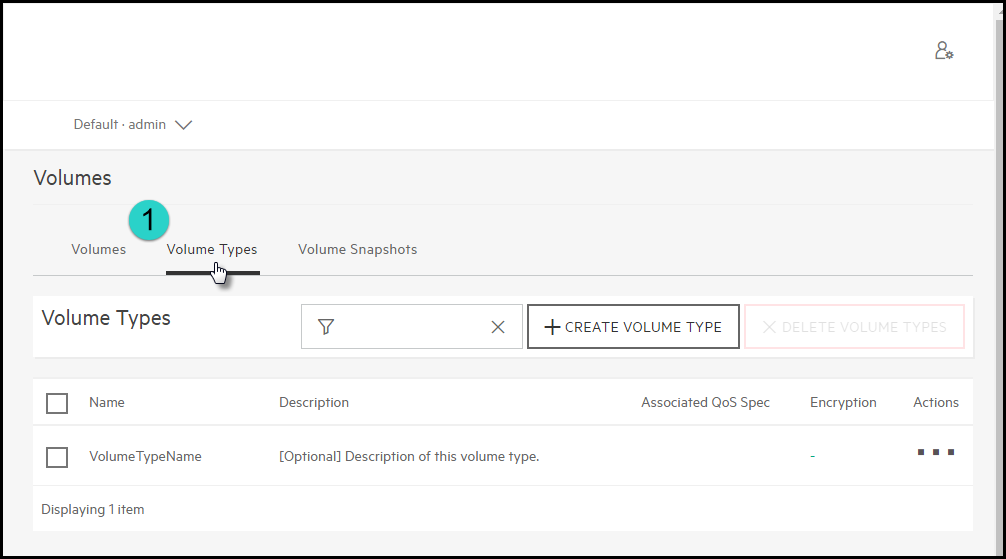 Default · admin
Volumes
1
Volumes Volume Types Volume Snapshots
Volume Types CREATE VOLUME TYPE DELETE VOLUME TYPES
Name Description Associated QoS Spec Encryption Actions
VolumeTypeName [Optional] Description of this volume type. -
Displaying 1 item